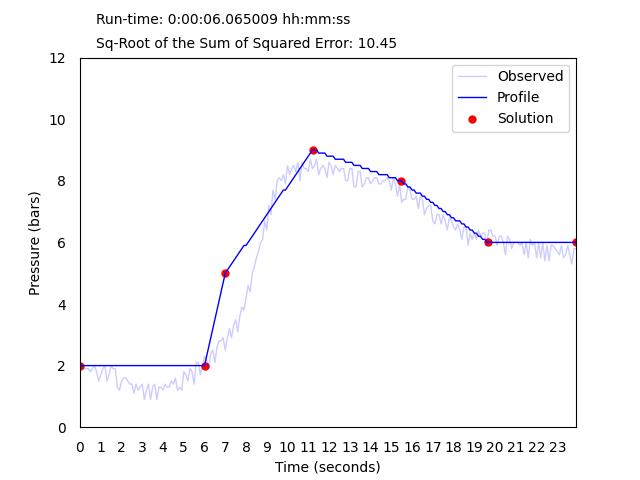 Run-time: 0:00:06.065009 hh:mm:ss
Sq-Root of the Sum of Squared Error: 10.45
12
10
8
6
4
2
0
Pressure (bars)
Observed
Profile
Solution
0 1 2 3 4 5 6 7 8 9 10 11 12 13 14 15 16 17 18 19 20 21 22 23
Time (seconds)